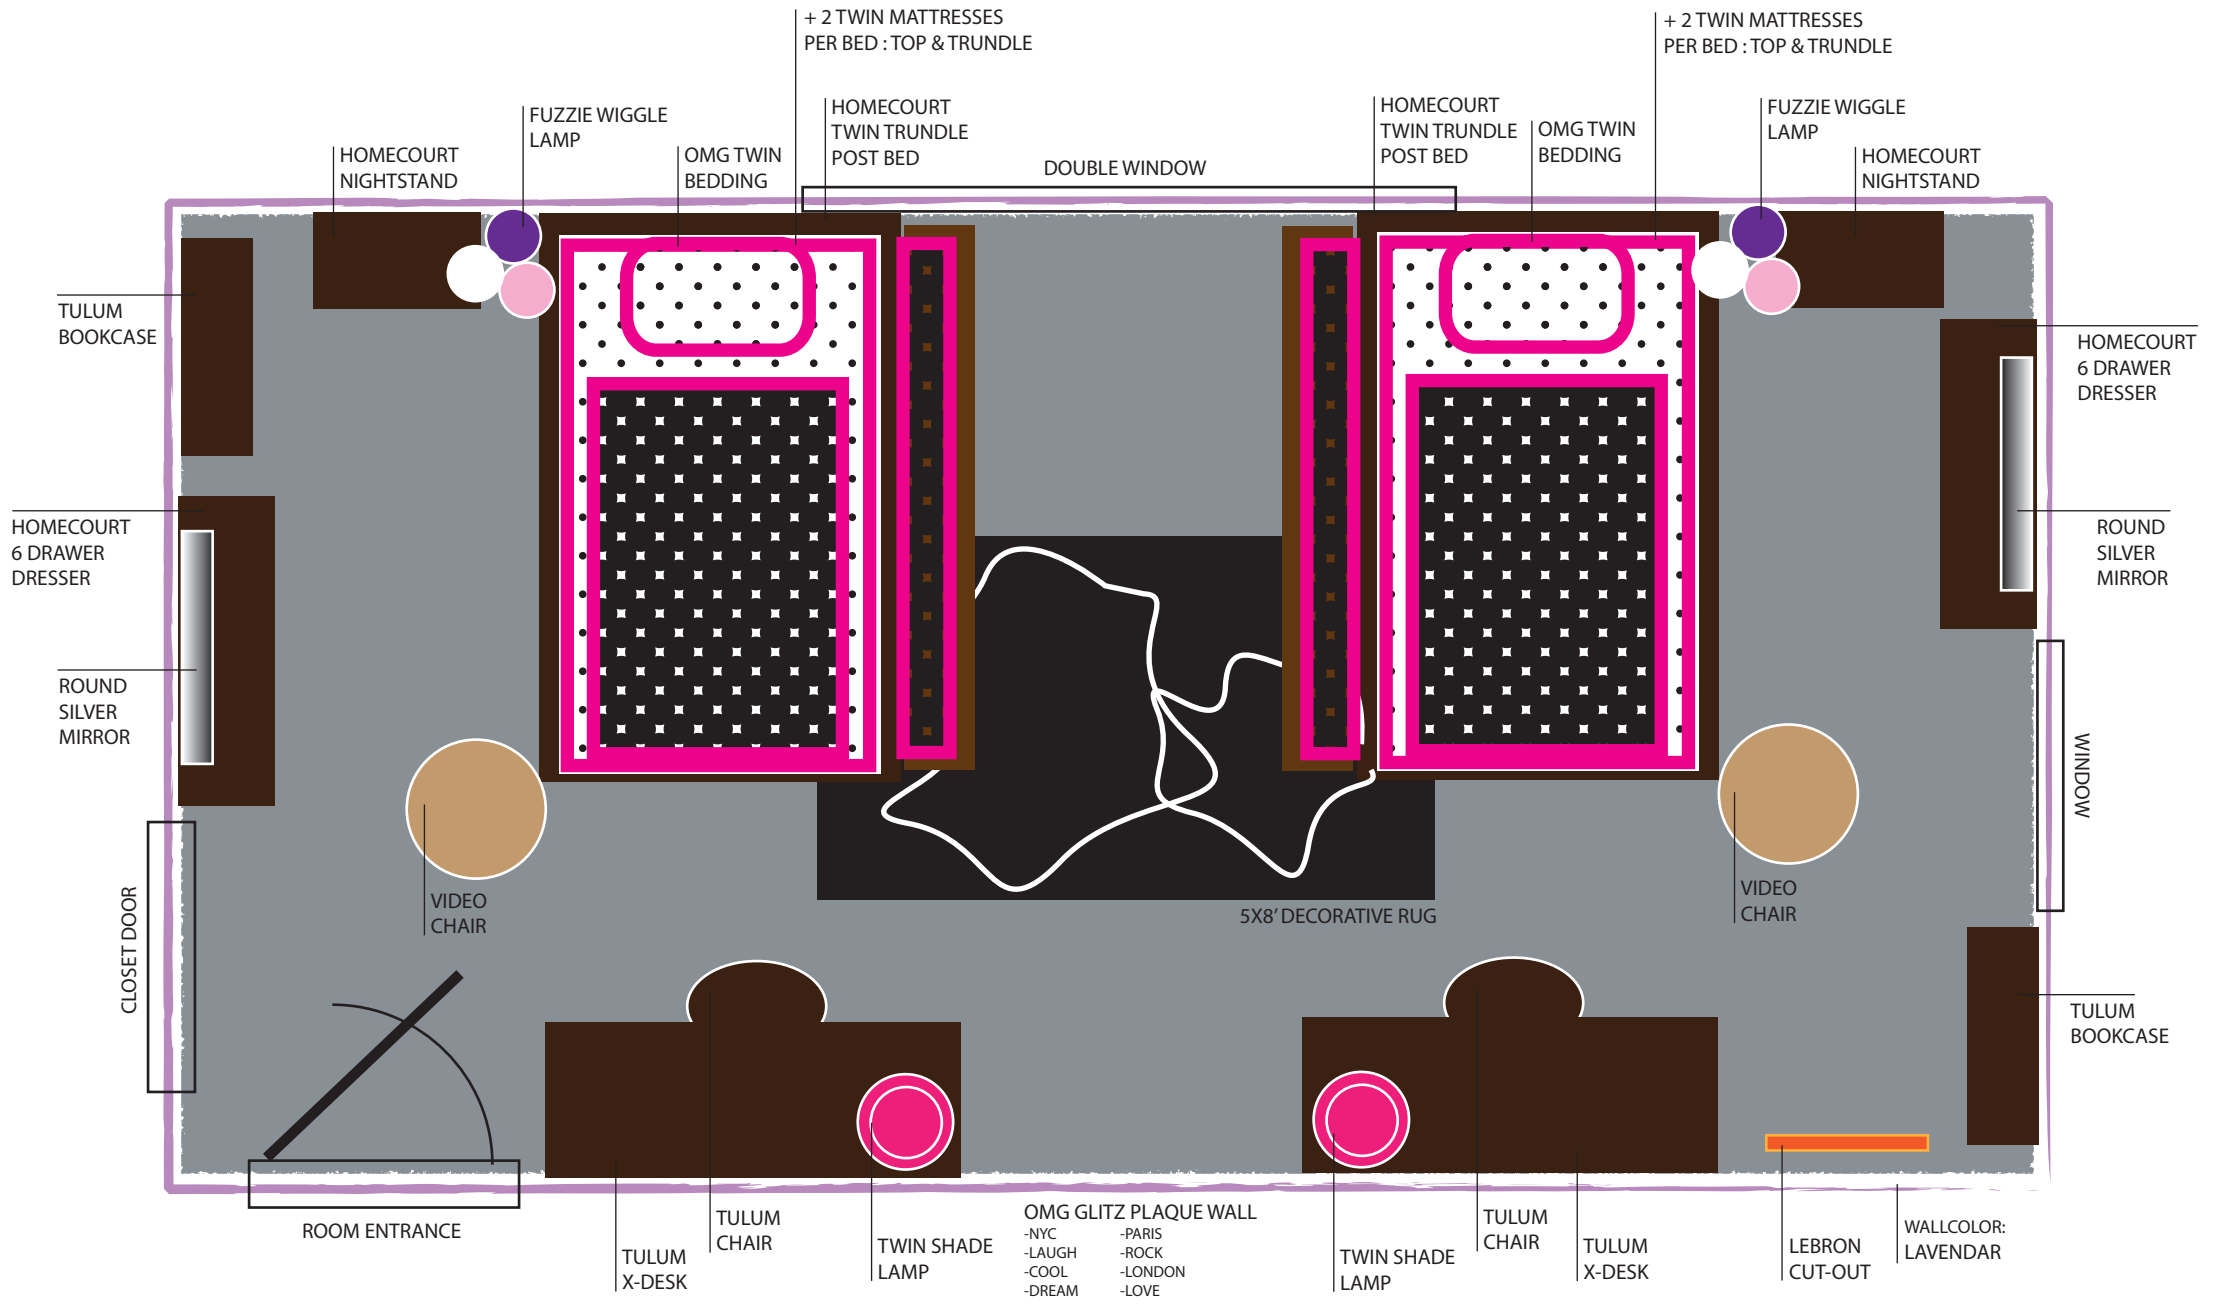 + 2 TWIN MATTRESSES
PER BED : TOP & TRUNDLE
+ 2 TWIN MATTRESSES
PER BED : TOP & TRUNDLE
FUZZIE WIGGLE
LAMP
HOMECOURT
TWIN TRUNDLE
POST BED
HOMECOURT
TWIN TRUNDLE
POST BED
FUZZIE WIGGLE
LAMP
HOMECOURT
NIGHTSTAND
OMG TWIN
BEDDING
DOUBLE WINDOW
OMG TWIN
BEDDING
HOMECOURT
NIGHTSTAND
TULUM
BOOKCASE
HOMECOURT
6 DRAWER
DRESSER
HOMECOURT
6 DRAWER
DRESSER
ROUND
SILVER
MIRROR
ROUND
SILVER
MIRROR
WINDOW
VIDEO
CHAIR
VIDEO
CHAIR
5X8' DECORATIVE RUG
CLOSET DOOR
TULUM
BOOKCASE
ROOM ENTRANCE
TULUM
X-DESK
TULUM
CHAIR
TWIN SHADE
LAMP
OMG GLITZ PLAQUE WALL
-NYC
-LAUGH
-COOL
-DREAM
-PARIS
-ROCK
-LONDON
-LOVE
TWIN SHADE
LAMP
TULUM
CHAIR
TULUM
X-DESK
LEBRON
CUT-OUT
WALLCOLOR:
LAVENDAR